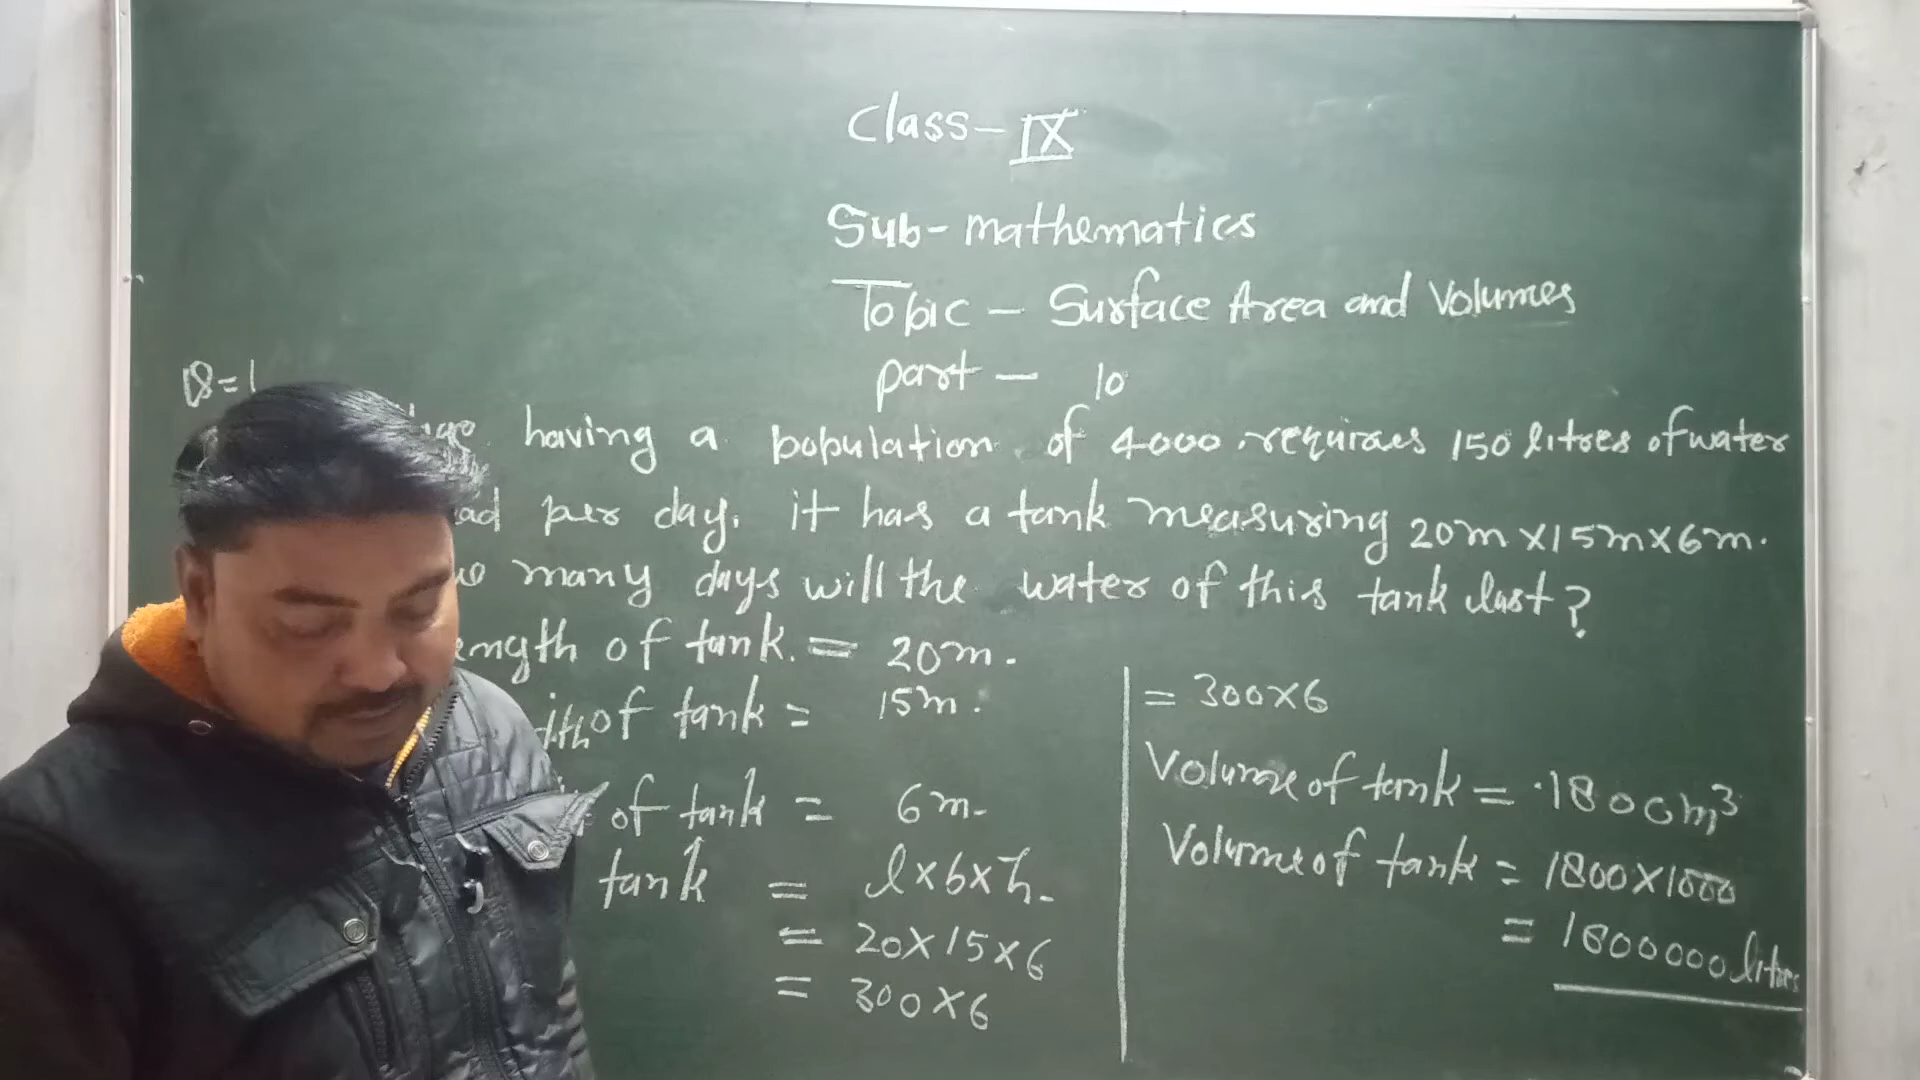 Class - IX
Sub - mathematics
Topic - Surface Area and Volumes
part - 10
Q = 1
having a population of 4000 requires 150 litres of water
per day. it has a tank measuring 20m x 15m x 6m.
many days will the water of this tank last?
ength of tank. = 20m.
of tank = 15m.
of tank = 6m.
tank = l x b x h.
= 20 x 15 x 6
= 300 x 6
= 300 x 6
Volume of tank = 1800m³
Volume of tank = 1800 x 1000
= 1800000 litres